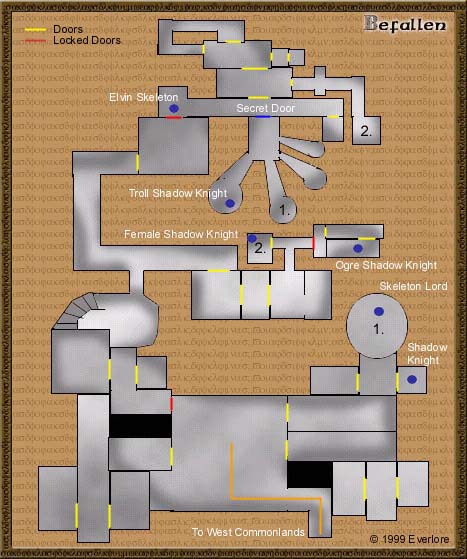 Befallen
Doors
Locked Doors
Elvin Skeleton
Secret Door
2.
Troll Shadow Knight
1.
Female Shadow Knight
2.
Ogre Shadow Knight
Skeleton Lord
1.
Shadow
Knight
To West Commonlands
© 1999 Everlore